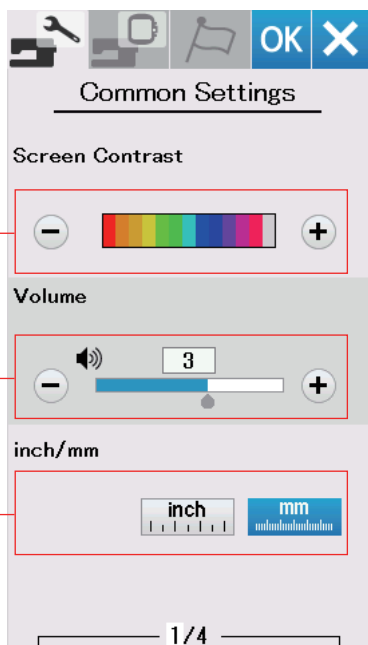 OK
Common Settings
Screen Contrast
Volume
3
inch/mm
inch mm
1/4